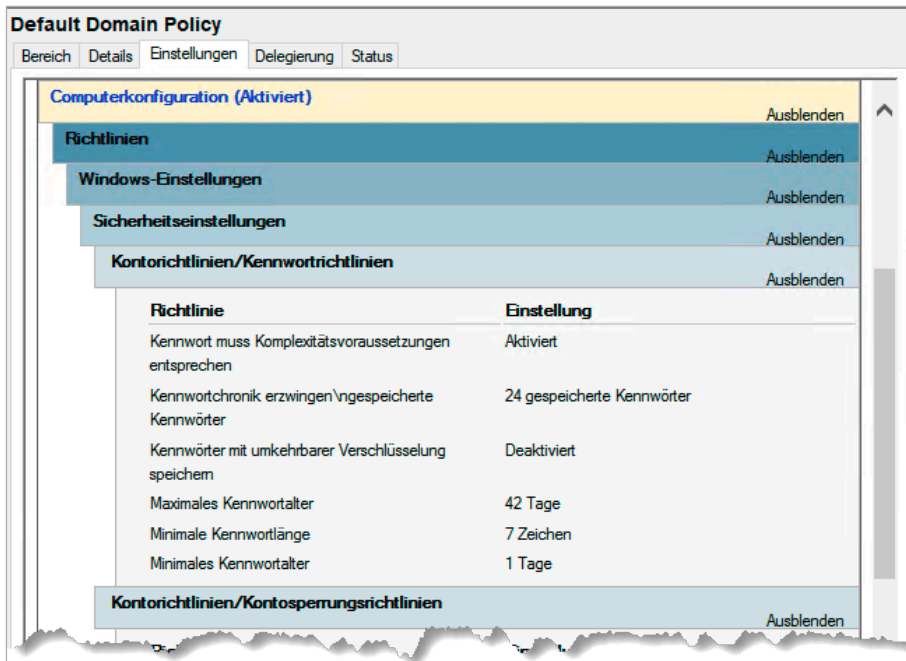 Default Domain Policy
Bereich Details Einstellungen Delegierung Status
Computerkonfiguration (Aktiviert)
Ausblenden
Richtlinien
Ausblenden
Windows-Einstellungen
Ausblenden
Sicherheitseinstellungen
Ausblenden
Kontorichtlinien/Kennwortrichtlinien
Ausblenden
Richtlinie Einstellung
Kennwort muss Komplexitätsvoraussetzungen Aktiviert
entsprechen
Kennwortchronik erzwingen\ngespeicherte 24 gespeicherte Kennwörter
Kennwörter
Kennwörter mit umkehrbarer Verschlüsselung Deaktiviert
speichern
Maximales Kennwortalter 42 Tage
Minimale Kennwortlänge 7 Zeichen
Minimales Kennwortalter 1 Tage
Kontorichtlinien/Kontosperrungsrichtlinien
Ausblenden